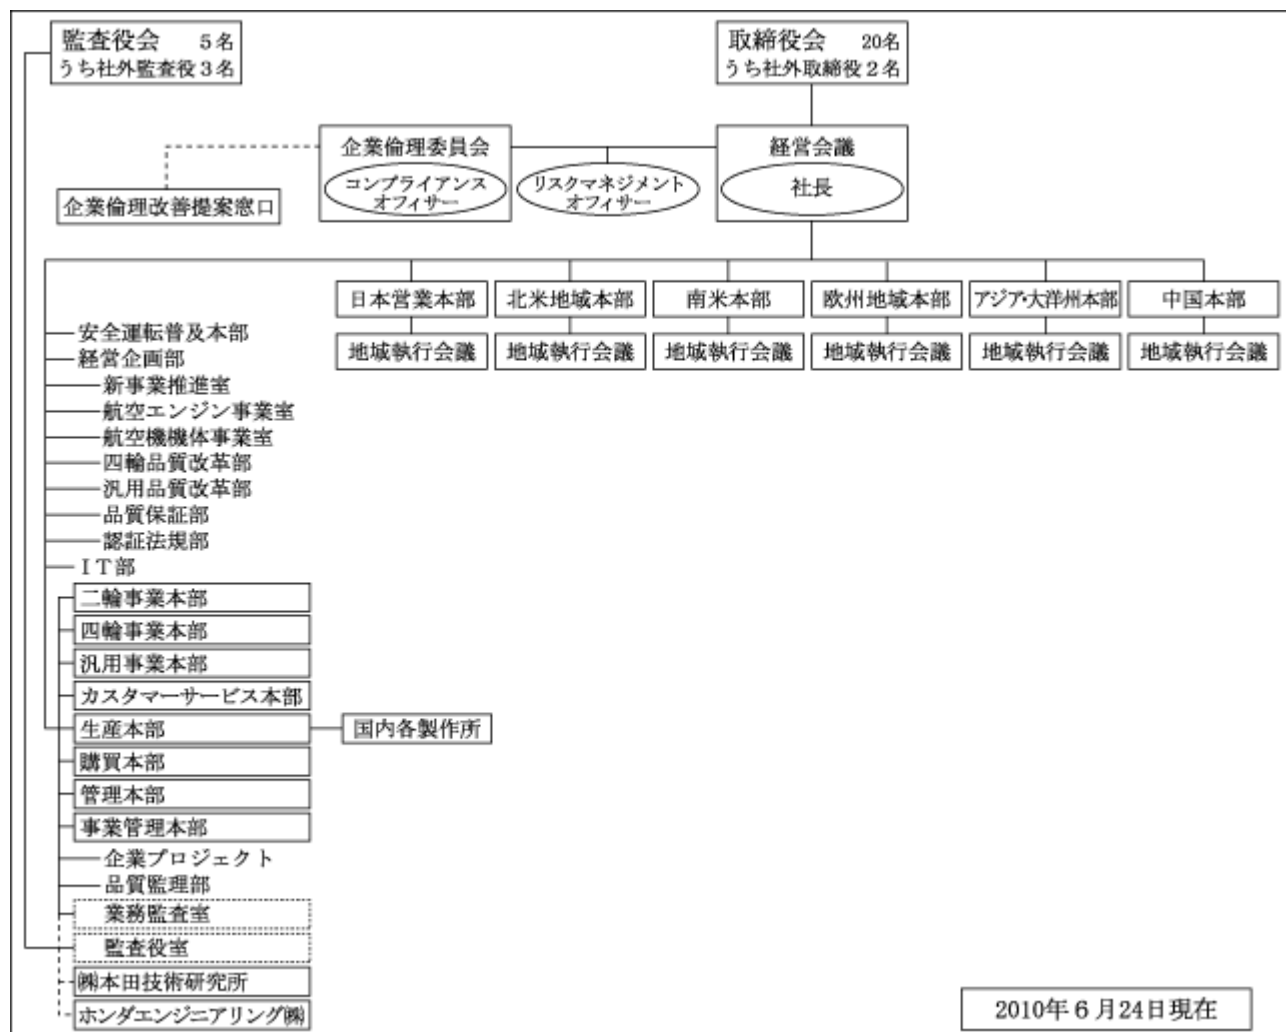 監査役会 5名
うち社外監査役3名
取締役会 20名
うち社外取締役2名
企業倫理委員会
コンプライアンス
オフィサー
リスクマネジメント
オフィサー
経営会議
社長
企業倫理改善提案窓口
日本営業本部
北米地域本部
南米本部
欧州地域本部
アジア・大洋州本部
中国本部
地域執行会議
地域執行会議
地域執行会議
地域執行会議
地域執行会議
地域執行会議
安全運転普及本部
経営企画部
新事業推進室
航空エンジン事業室
航空機機体事業室
四輪品質改革部
汎用品質改革部
品質保証部
認証法規部
IT部
二輪事業本部
四輪事業本部
汎用事業本部
カスタマーサービス本部
生産本部
国内各製作所
購買本部
管理本部
事業管理本部
企業プロジェクト
品質監理部
業務監査室
監査役室
㈱本田技術研究所
ホンダエンジニアリング㈱
2010年6月24日現在